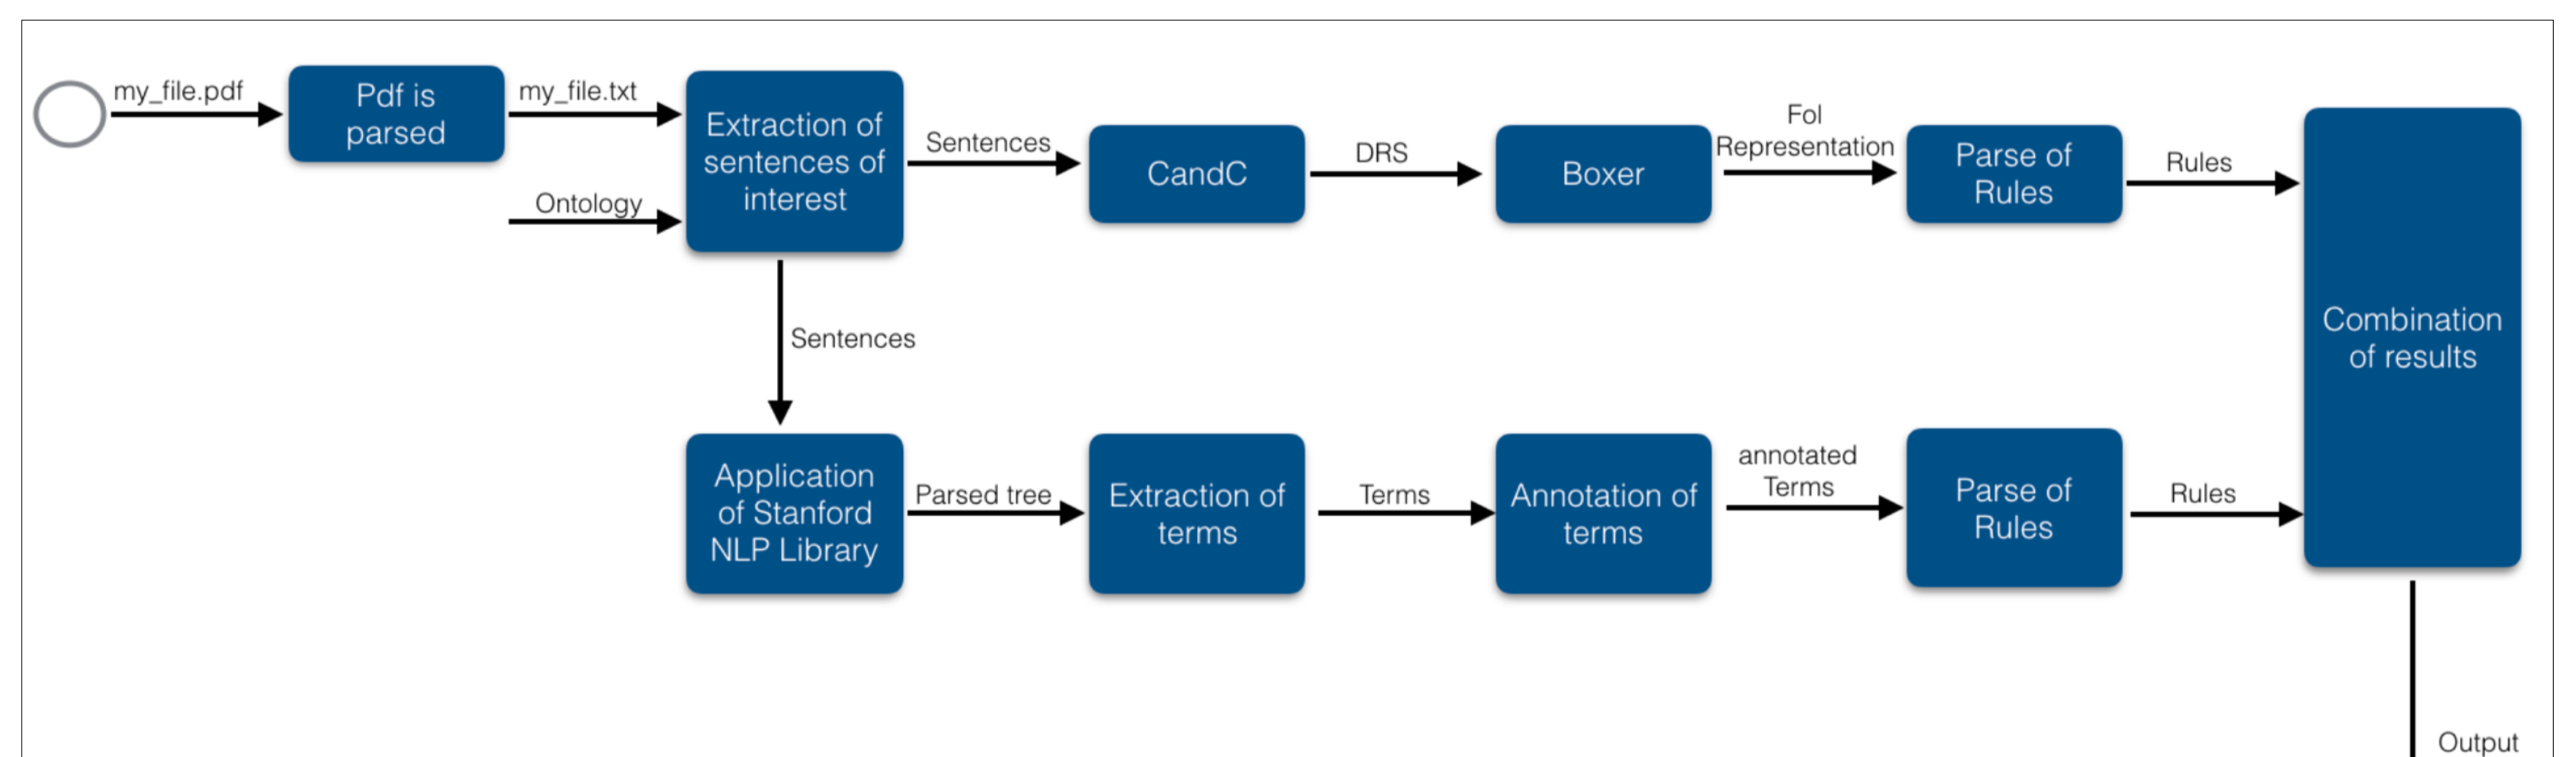 my_file.pdf
Pdf is
parsed
my_file.txt
Ontology
Extraction of
sentences of
interest
Sentences
CandC
DRS
Boxer
Fol
Representation
Parse of
Rules
Rules
Combination
of results
Sentences
Application
of Stanford
NLP Library
Parsed tree
Extraction of
terms
Terms
Annotation of
terms
annotated
Terms
Parse of
Rules
Rules
Output